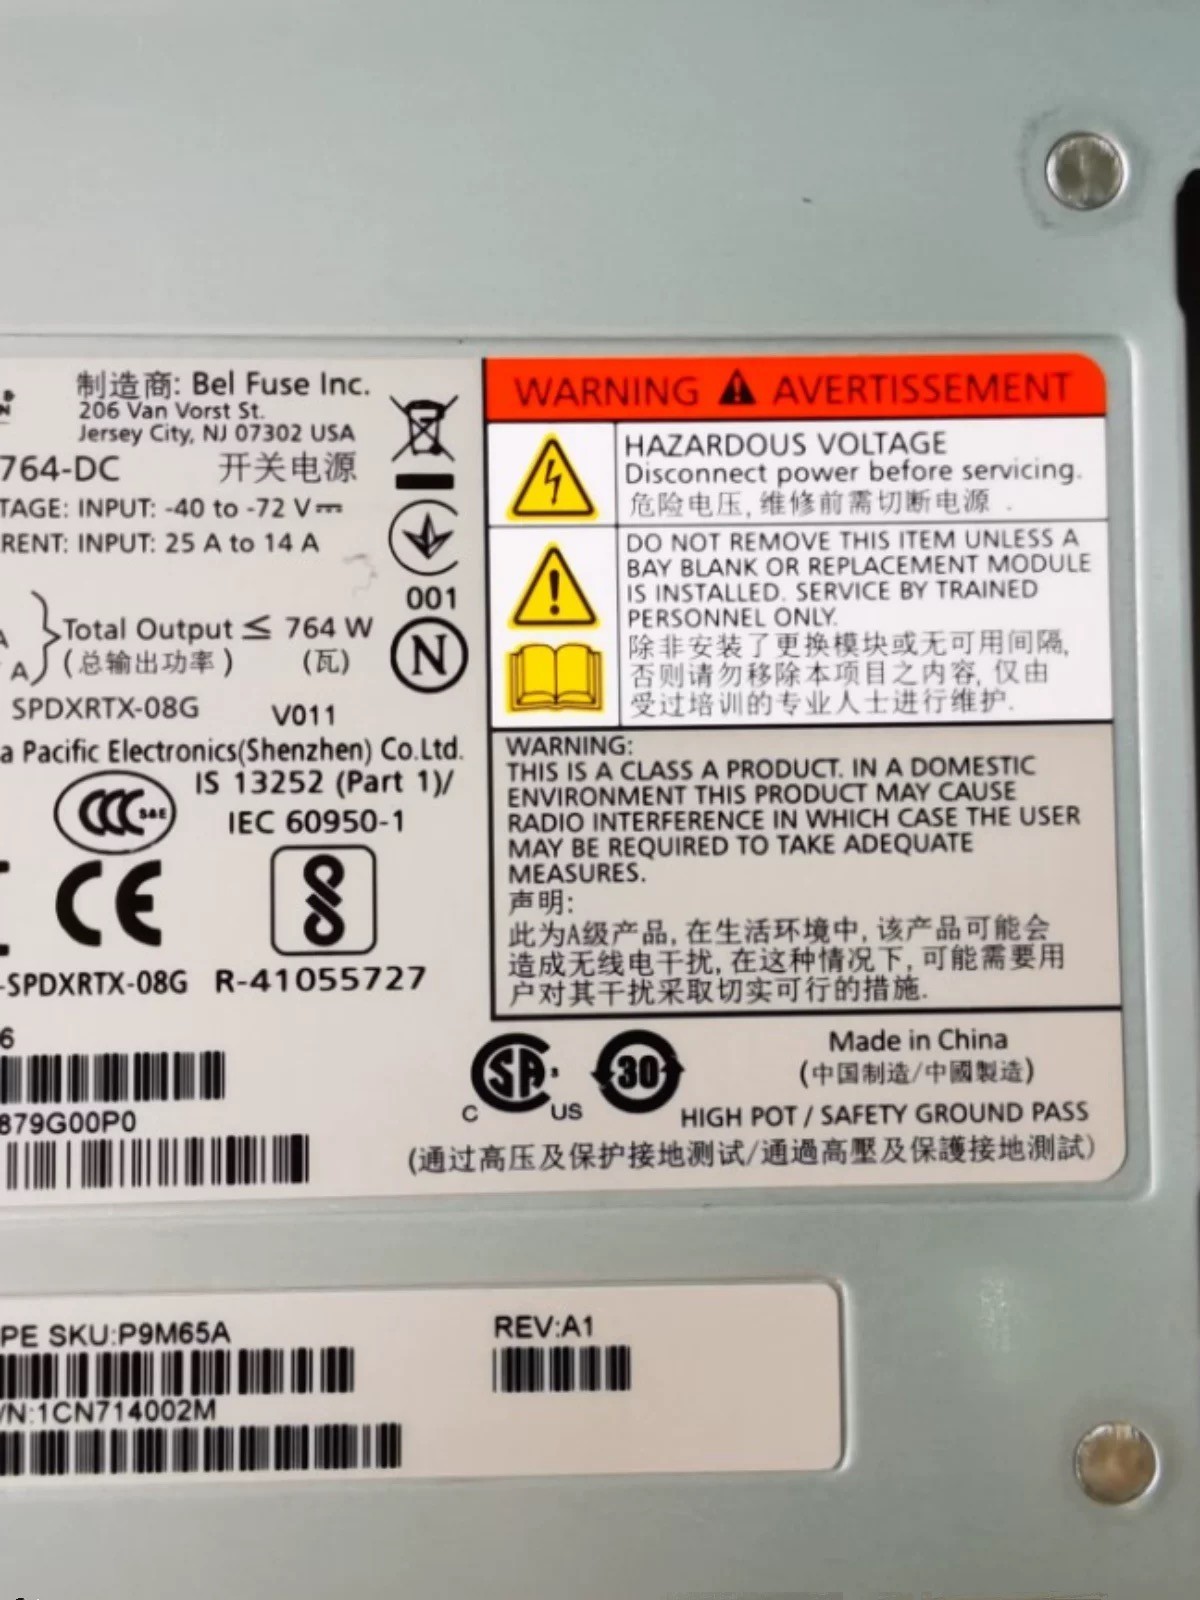 制造商: Bel Fuse Inc.
206 Van Vorst St.
Jersey City, NJ 07302 USA
764-DC 开关电源
TAGE: INPUT: -40 to -72 V⎓
RENT: INPUT: 25 A to 14 A
A
A
Total Output ≤ 764 W
(总输出功率) (瓦)
001
N
SPDXRTX-08G V011
a Pacific Electronics(Shenzhen) Co.Ltd.
CCC S&E
IS 13252 (Part 1)/
IEC 60950-1
CE
-SPDXRTX-08G R-41055727
6
879G00P0
WARNING ⚠ AVERTISSEMENT
HAZARDOUS VOLTAGE
Disconnect power before servicing.
危险电压, 维修前需切断电源 .
DO NOT REMOVE THIS ITEM UNLESS A
BAY BLANK OR REPLACEMENT MODULE
IS INSTALLED. SERVICE BY TRAINED
PERSONNEL ONLY.
除非安装了更换模块或无可用间隔,
否则请勿移除本项目之内容, 仅由
受过培训的专业人士进行维护.
WARNING:
THIS IS A CLASS A PRODUCT. IN A DOMESTIC
ENVIRONMENT THIS PRODUCT MAY CAUSE
RADIO INTERFERENCE IN WHICH CASE THE USER
MAY BE REQUIRED TO TAKE ADEQUATE
MEASURES.
声明:
此为A级产品, 在生活环境中, 该产品可能会
造成无线电干扰, 在这种情况下, 可能需要用
户对其干扰采取切实可行的措施.
C SA US
30
Made in China
(中国制造/中國製造)
HIGH POT / SAFETY GROUND PASS
(通过高压及保护接地测试/通過高壓及保護接地測試)
PE SKU:P9M65A REV:A1
/N:1CN714002M